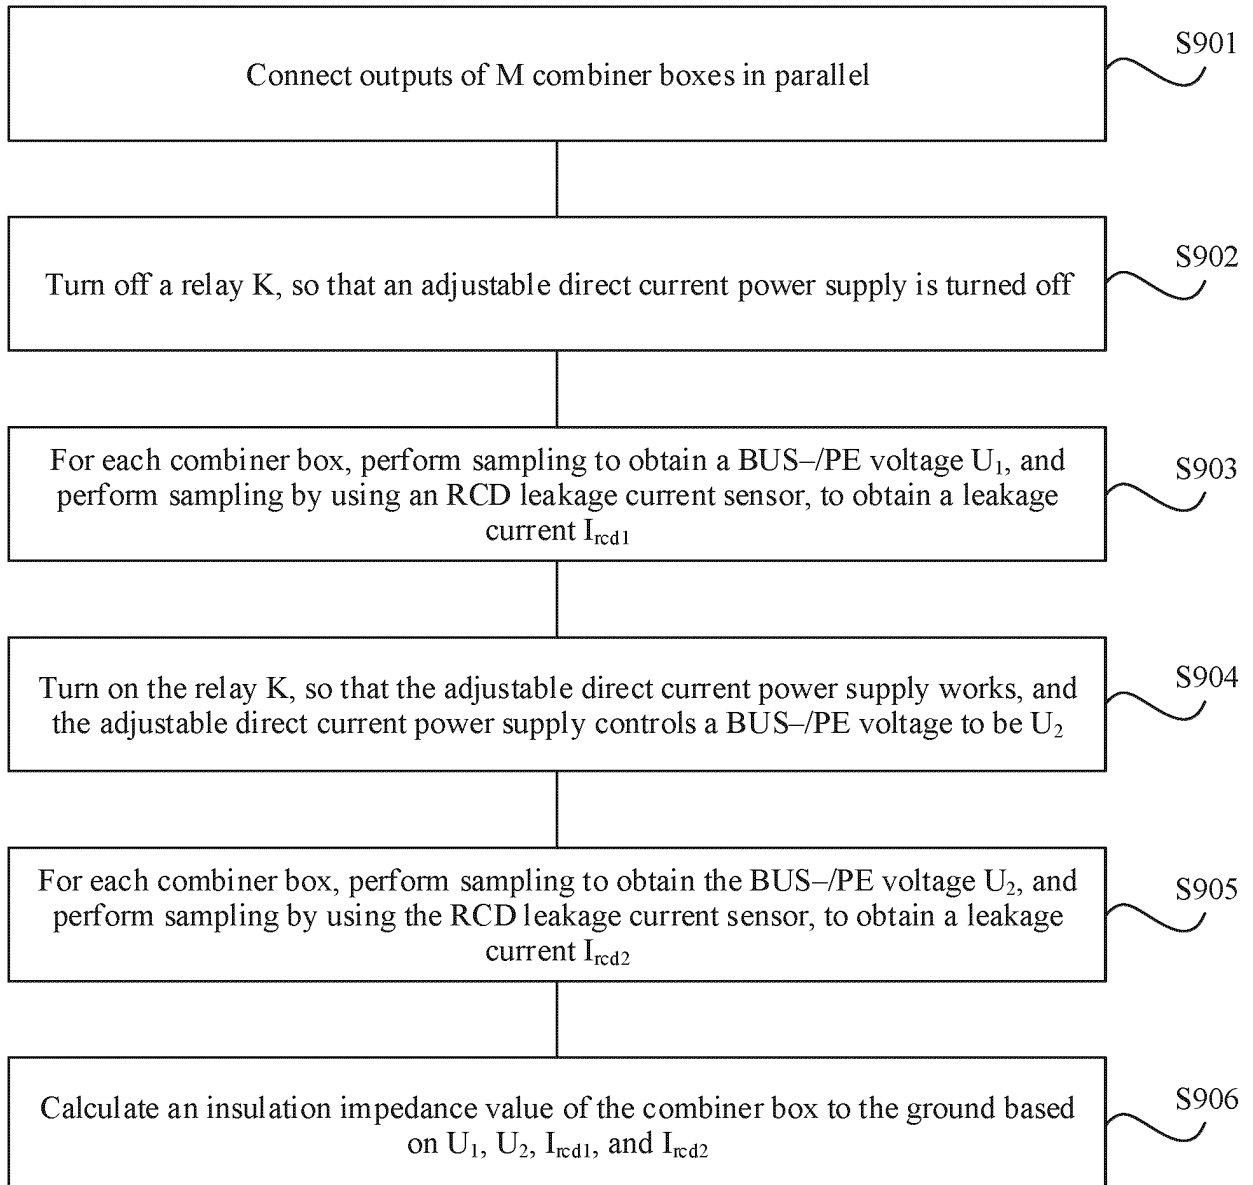 Connect outputs of M combiner boxes in parallel
S901
Turn off a relay K, so that an adjustable direct current power supply is turned off
S902
For each combiner box, perform sampling to obtain a BUS–/PE voltage U₁, and
perform sampling by using an RCD leakage current sensor, to obtain a leakage
current Iᵣcd1
S903
Turn on the relay K, so that the adjustable direct current power supply works, and
the adjustable direct current power supply controls a BUS–/PE voltage to be U₂
S904
For each combiner box, perform sampling to obtain the BUS–/PE voltage U₂, and
perform sampling by using the RCD leakage current sensor, to obtain a leakage
current Ircd2
S905
Calculate an insulation impedance value of the combiner box to the ground based
on U₁, U₂, Ircd1, and Ircd2
S906